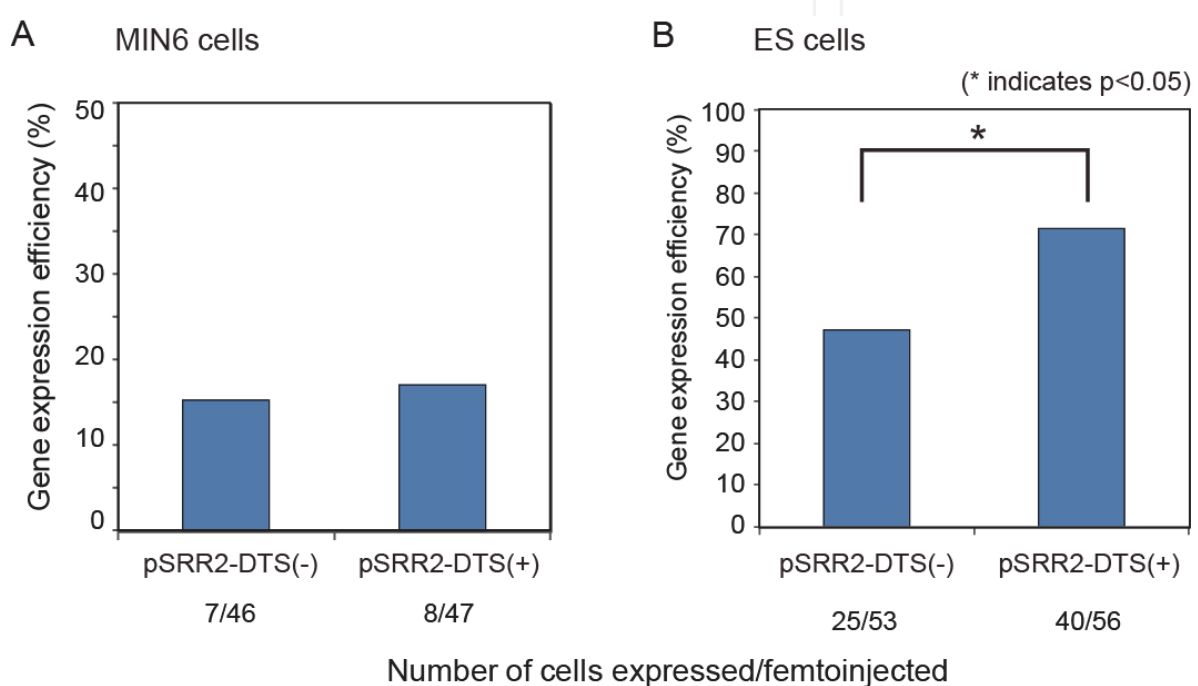 A MIN6 cells
Gene expression efficiency (%)
50
40
30
20
10
0
pSRR2-DTS(-) pSRR2-DTS(+)
7/46 8/47
B ES cells
(* indicates p<0.05)
Gene expression efficiency (%)
100
90
80
70
60
50
40
30
20
10
0
*
pSRR2-DTS(-) pSRR2-DTS(+)
25/53 40/56
Number of cells expressed/femtoinjected